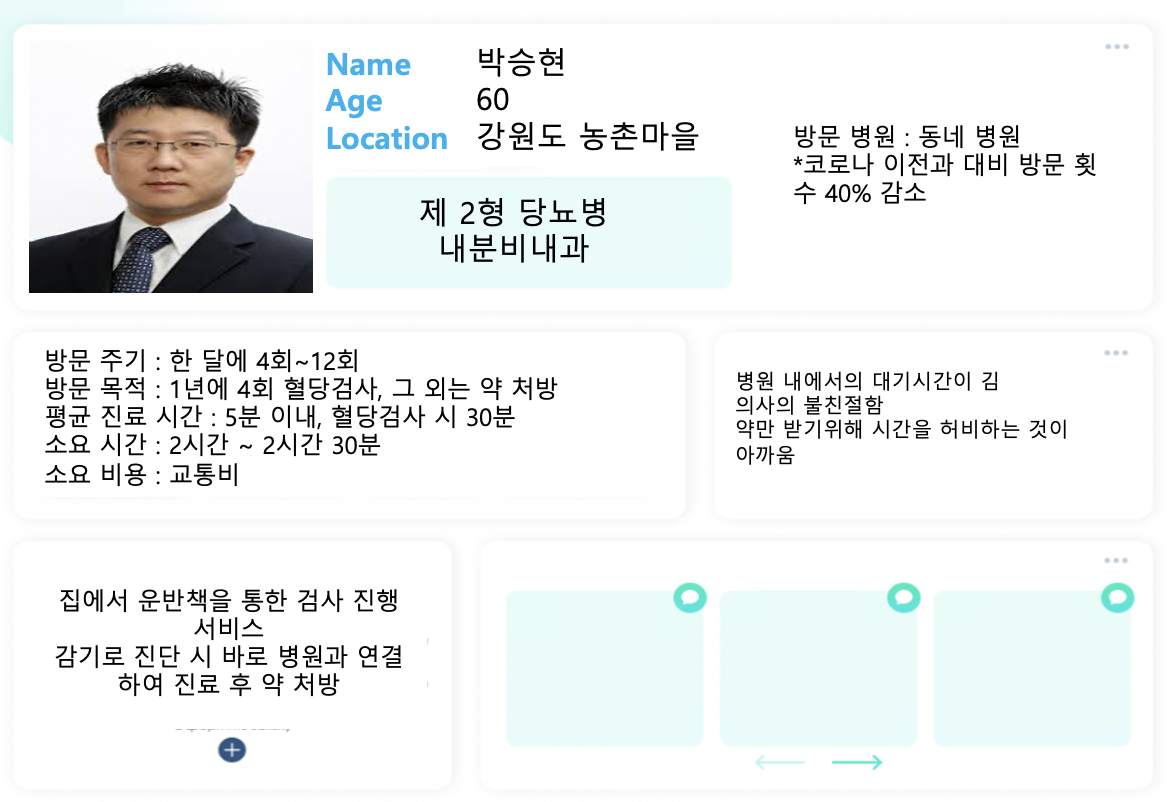 Name 박승현
Age 60
Location 강원도 농촌마을
제 2형 당뇨병
내분비내과
방문 병원 : 동네 병원
*코로나 이전과 대비 방문 횟
수 40% 감소
방문 주기 : 한 달에 4회~12회
방문 목적 : 1년에 4회 혈당검사, 그 외는 약 처방
평균 진료 시간 : 5분 이내, 혈당검사 시 30분
소요 시간 : 2시간 ~ 2시간 30분
소요 비용 : 교통비
병원 내에서의 대기시간이 김
의사의 불친절함
약만 받기위해 시간을 허비하는 것이
아까움
집에서 운반책을 통한 검사 진행
서비스
감기로 진단 시 바로 병원과 연결
하여 진료 후 약 처방